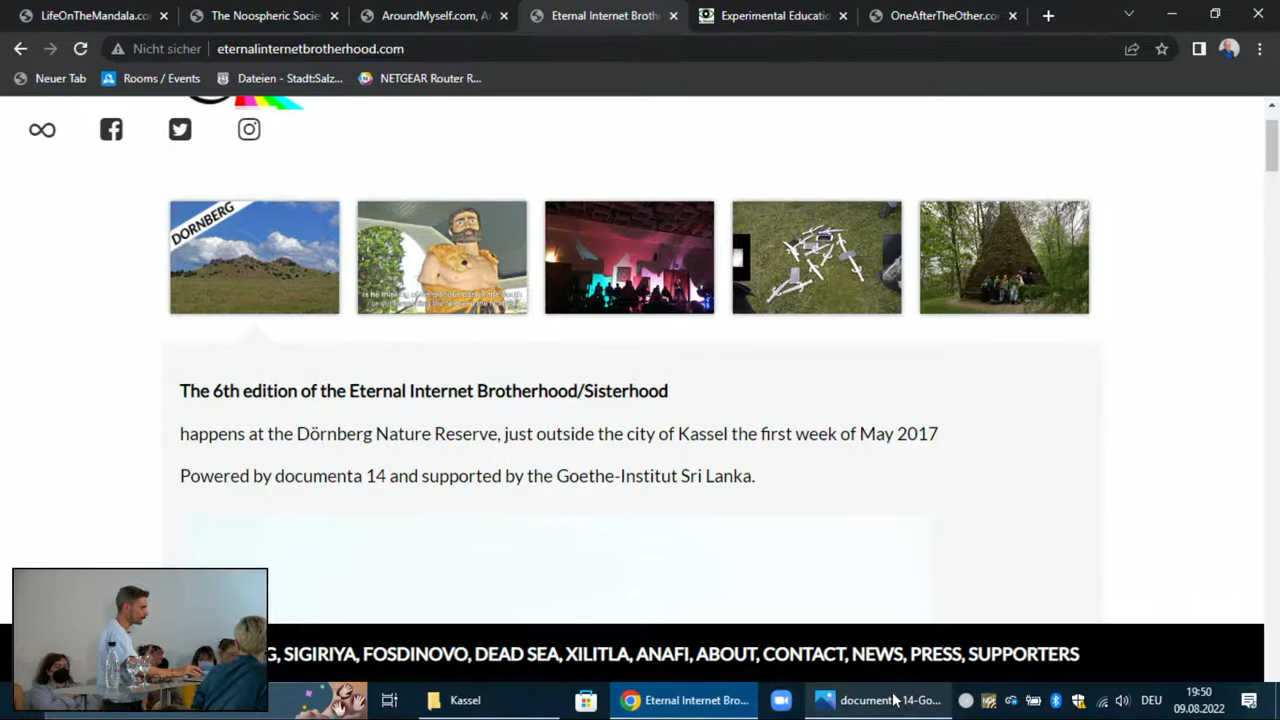 LifeOnTheMandala.co
The Noospheric Socie
AroundMyself.com, A
Eternal Internet Broth
Experimental Educatio
OneAfterTheOther.co
Nicht sicher
eternalinternetbrotherhood.com
Neuer Tab
Rooms / Events
Dateien - Stadt:Salz...
NETGEAR Router R...
DORNBERG
The 6th edition of the Eternal Internet Brotherhood/Sisterhood
happens at the Dörnberg Nature Reserve, just outside the city of Kassel the first week of May 2017
Powered by documenta 14 and supported by the Goethe-Institut Sri Lanka.
G, SIGIRIYA, FOSDINOVO, DEAD SEA, XILITLA, ANAFI, ABOUT, CONTACT, NEWS, PRESS, SUPPORTERS
Kassel
Eternal Internet Bro...
document 14-Go...
DEU
19:50
09.08.2022